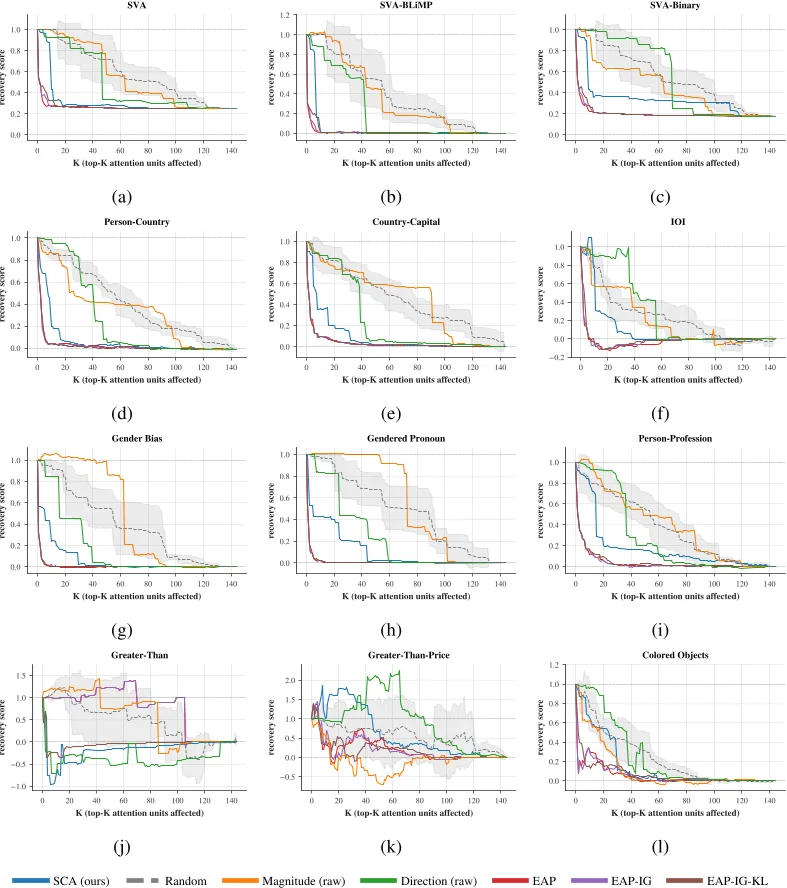 SVA
SVA-BLiMP
SVA-Binary
recovery score
1.0
0.8
0.6
0.4
0.2
0.0
0 20 40 60 80 100 120 140
K (top-K attention units affected)
recovery score
1.2
1.0
0.8
0.6
0.4
0.2
0.0
0 20 40 60 80 100 120 140
K (top-K attention units affected)
recovery score
1.0
0.8
0.6
0.4
0.2
0.0
0 20 40 60 80 100 120 140
K (top-K attention units affected)
(a)
(b)
(c)
Person-Country
Country-Capital
IOI
recovery score
1.0
0.8
0.6
0.4
0.2
0.0
0 20 40 60 80 100 120 140
K (top-K attention units affected)
recovery score
1.0
0.8
0.6
0.4
0.2
0.0
0 20 40 60 80 100 120 140
K (top-K attention units affected)
recovery score
1.0
0.8
0.6
0.4
0.2
0.0
−0.2
0 20 40 60 80 100 120 140
K (top-K attention units affected)
(d)
(e)
(f)
Gender Bias
Gendered Pronoun
Person-Profession
recovery score
1.0
0.8
0.6
0.4
0.2
0.0
0 20 40 60 80 100 120 140
K (top-K attention units affected)
recovery score
1.0
0.8
0.6
0.4
0.2
0.0
0 20 40 60 80 100 120 140
K (top-K attention units affected)
recovery score
1.0
0.8
0.6
0.4
0.2
0.0
0 20 40 60 80 100 120 140
K (top-K attention units affected)
(g)
(h)
(i)
Greater-Than
Greater-Than-Price
Colored Objects
recovery score
1.5
1.0
0.5
0.0
−0.5
−1.0
0 20 40 60 80 100 120 140
K (top-K attention units affected)
recovery score
2.0
1.5
1.0
0.5
0.0
−0.5
0 20 40 60 80 100 120 140
K (top-K attention units affected)
recovery score
1.2
1.0
0.8
0.6
0.4
0.2
0.0
0 20 40 60 80 100 120 140
K (top-K attention units affected)
(j)
(k)
(l)
SCA (ours) Random Magnitude (raw) Direction (raw) EAP EAP-IG EAP-IG-KL